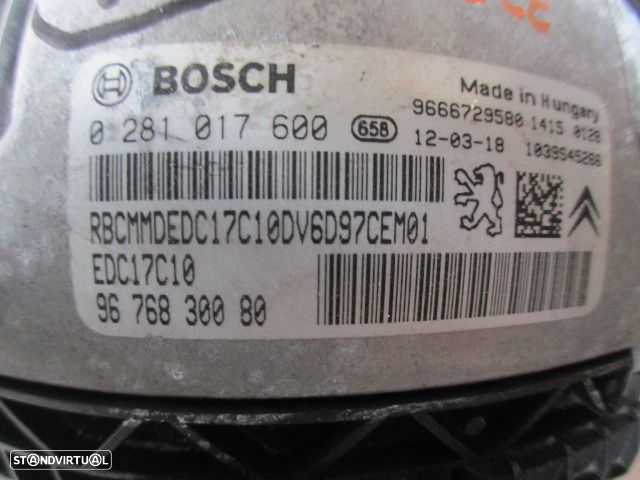 BOSCH
Made in Hungary
9666729580 1415 0120
0 281 017 600 658 12-03-18 1039S45266
RBCMMDEDC17C10DV6D97CEM01
EDC17C10
96 768 300 80
STANDVIRTUAL